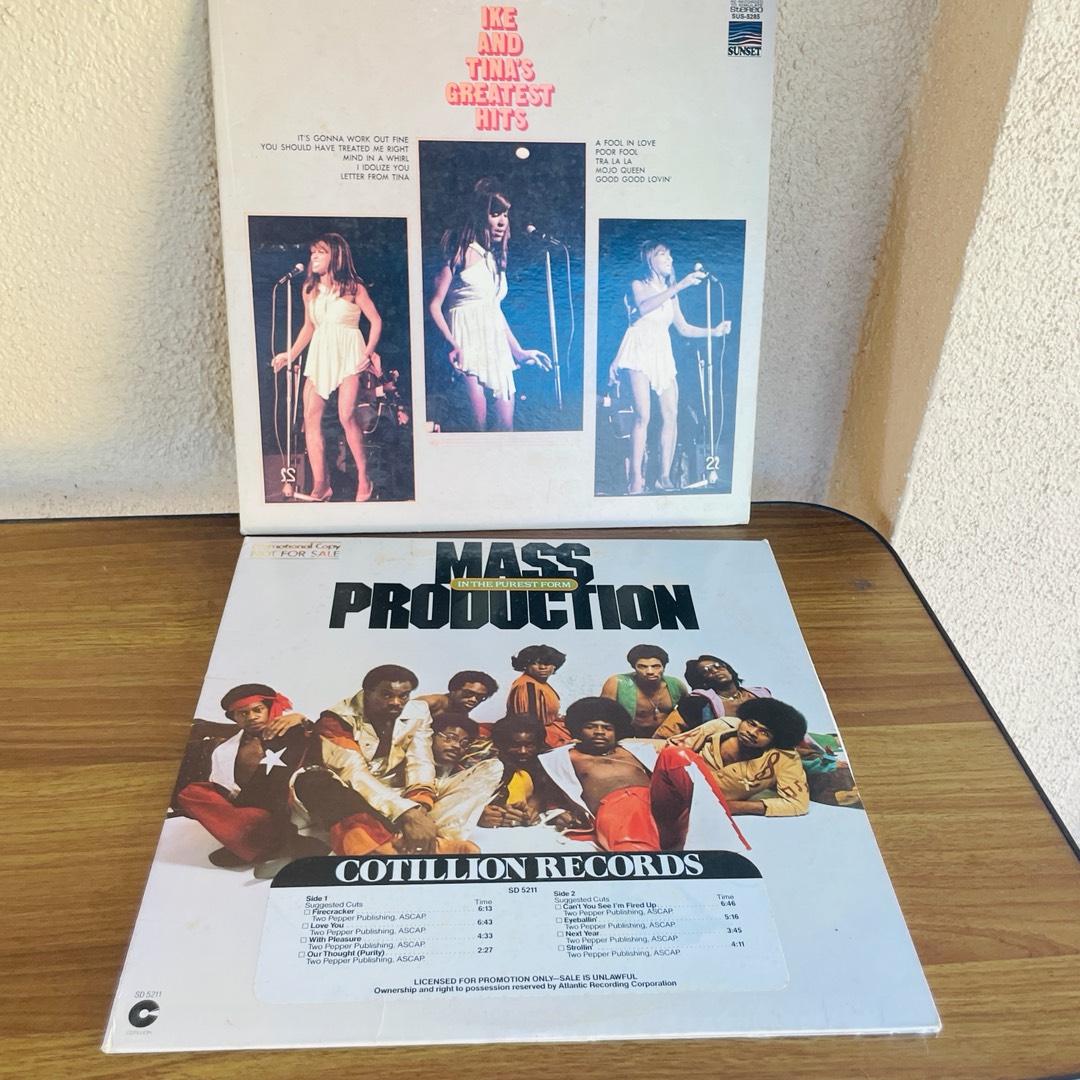 IKE
AND
TINA'S
GREATEST
HITS
STEREO
SUS-5285
SUNSET
IT'S GONNA WORK OUT FINE
YOU SHOULD HAVE TREATED ME RIGHT
MIND IN A WHIRL
I IDOLIZE YOU
LETTER FROM TINA
A FOOL IN LOVE
POOR FOOL
TRA LA LA
MOJO QUEEN
GOOD GOOD LOVIN'
Promotional Copy
NOT FOR SALE
MASS
IN THE PUREST FORM
PRODUCTION
COTILLION RECORDS
SD 5211
Side 1
Suggested Cuts Time
Firecracker 6:13
Two Pepper Publishing, ASCAP
Love You 6:43
Two Pepper Publishing, ASCAP
With Pleasure 4:33
Two Pepper Publishing, ASCAP
Our Thought (Purity) 2:27
Two Pepper Publishing, ASCAP
Side 2
Suggested Cuts Time
Can't You See I'm Fired Up 6:46
Two Pepper Publishing, ASCAP
Eyeballin' 5:16
Two Pepper Publishing, ASCAP
Next Year 3:45
Two Pepper Publishing, ASCAP
Strollin' 4:11
Two Pepper Publishing, ASCAP
LICENSED FOR PROMOTION ONLY—SALE IS UNLAWFUL
Ownership and right to possession reserved by Atlantic Recording Corporation
SD 5211
COTILLION